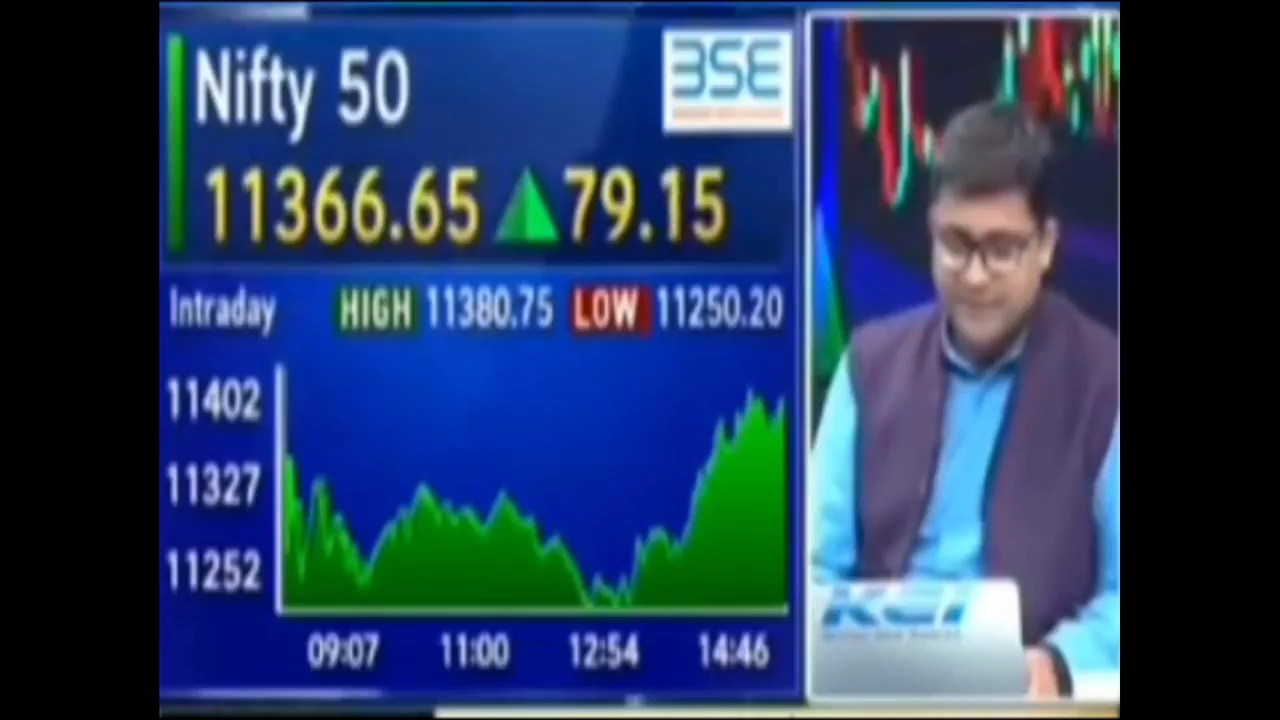 Nifty 50
BSE
11366.65 79.15
Intraday HIGH 11380.75 LOW 11250.20
11402
11327
11252
09:07 11:00 12:54 14:46
KEI